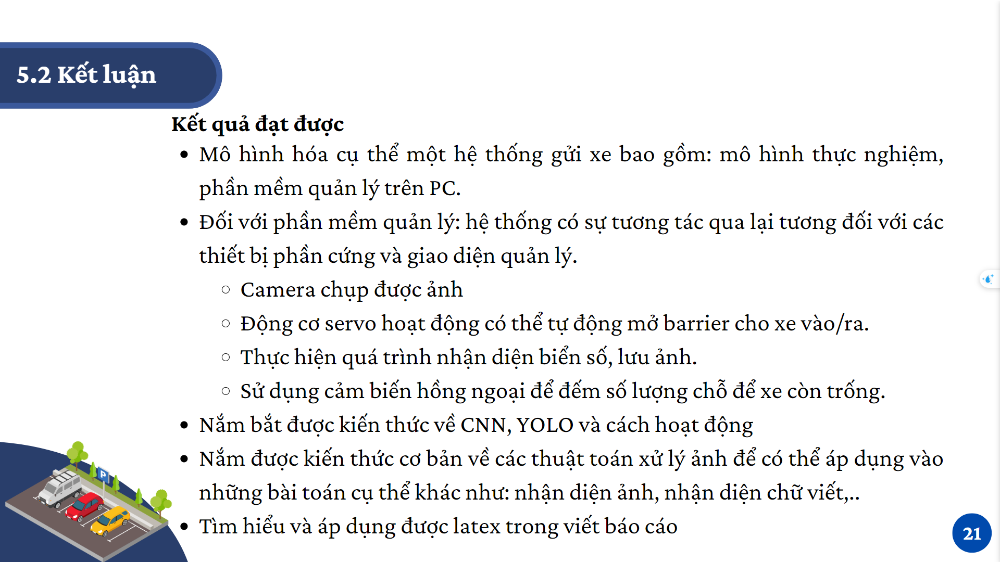 5.2 Kết luận
Kết quả đạt được
• Mô hình hóa cụ thể một hệ thống gửi xe bao gồm: mô hình thực nghiệm,
phần mềm quản lý trên PC.
• Đối với phần mềm quản lý: hệ thống có sự tương tác qua lại tương đối với các
thiết bị phần cứng và giao diện quản lý.
○ Camera chụp được ảnh
○ Động cơ servo hoạt động có thể tự động mở barrier cho xe vào/ra.
○ Thực hiện quá trình nhận diện biển số, lưu ảnh.
○ Sử dụng cảm biến hồng ngoại để đếm số lượng chỗ để xe còn trống.
• Nắm bắt được kiến thức về CNN, YOLO và cách hoạt động
• Nắm được kiến thức cơ bản về các thuật toán xử lý ảnh để có thể áp dụng vào
những bài toán cụ thể khác như: nhận diện ảnh, nhận diện chữ viết,..
• Tìm hiểu và áp dụng được latex trong viết báo cáo
P
21